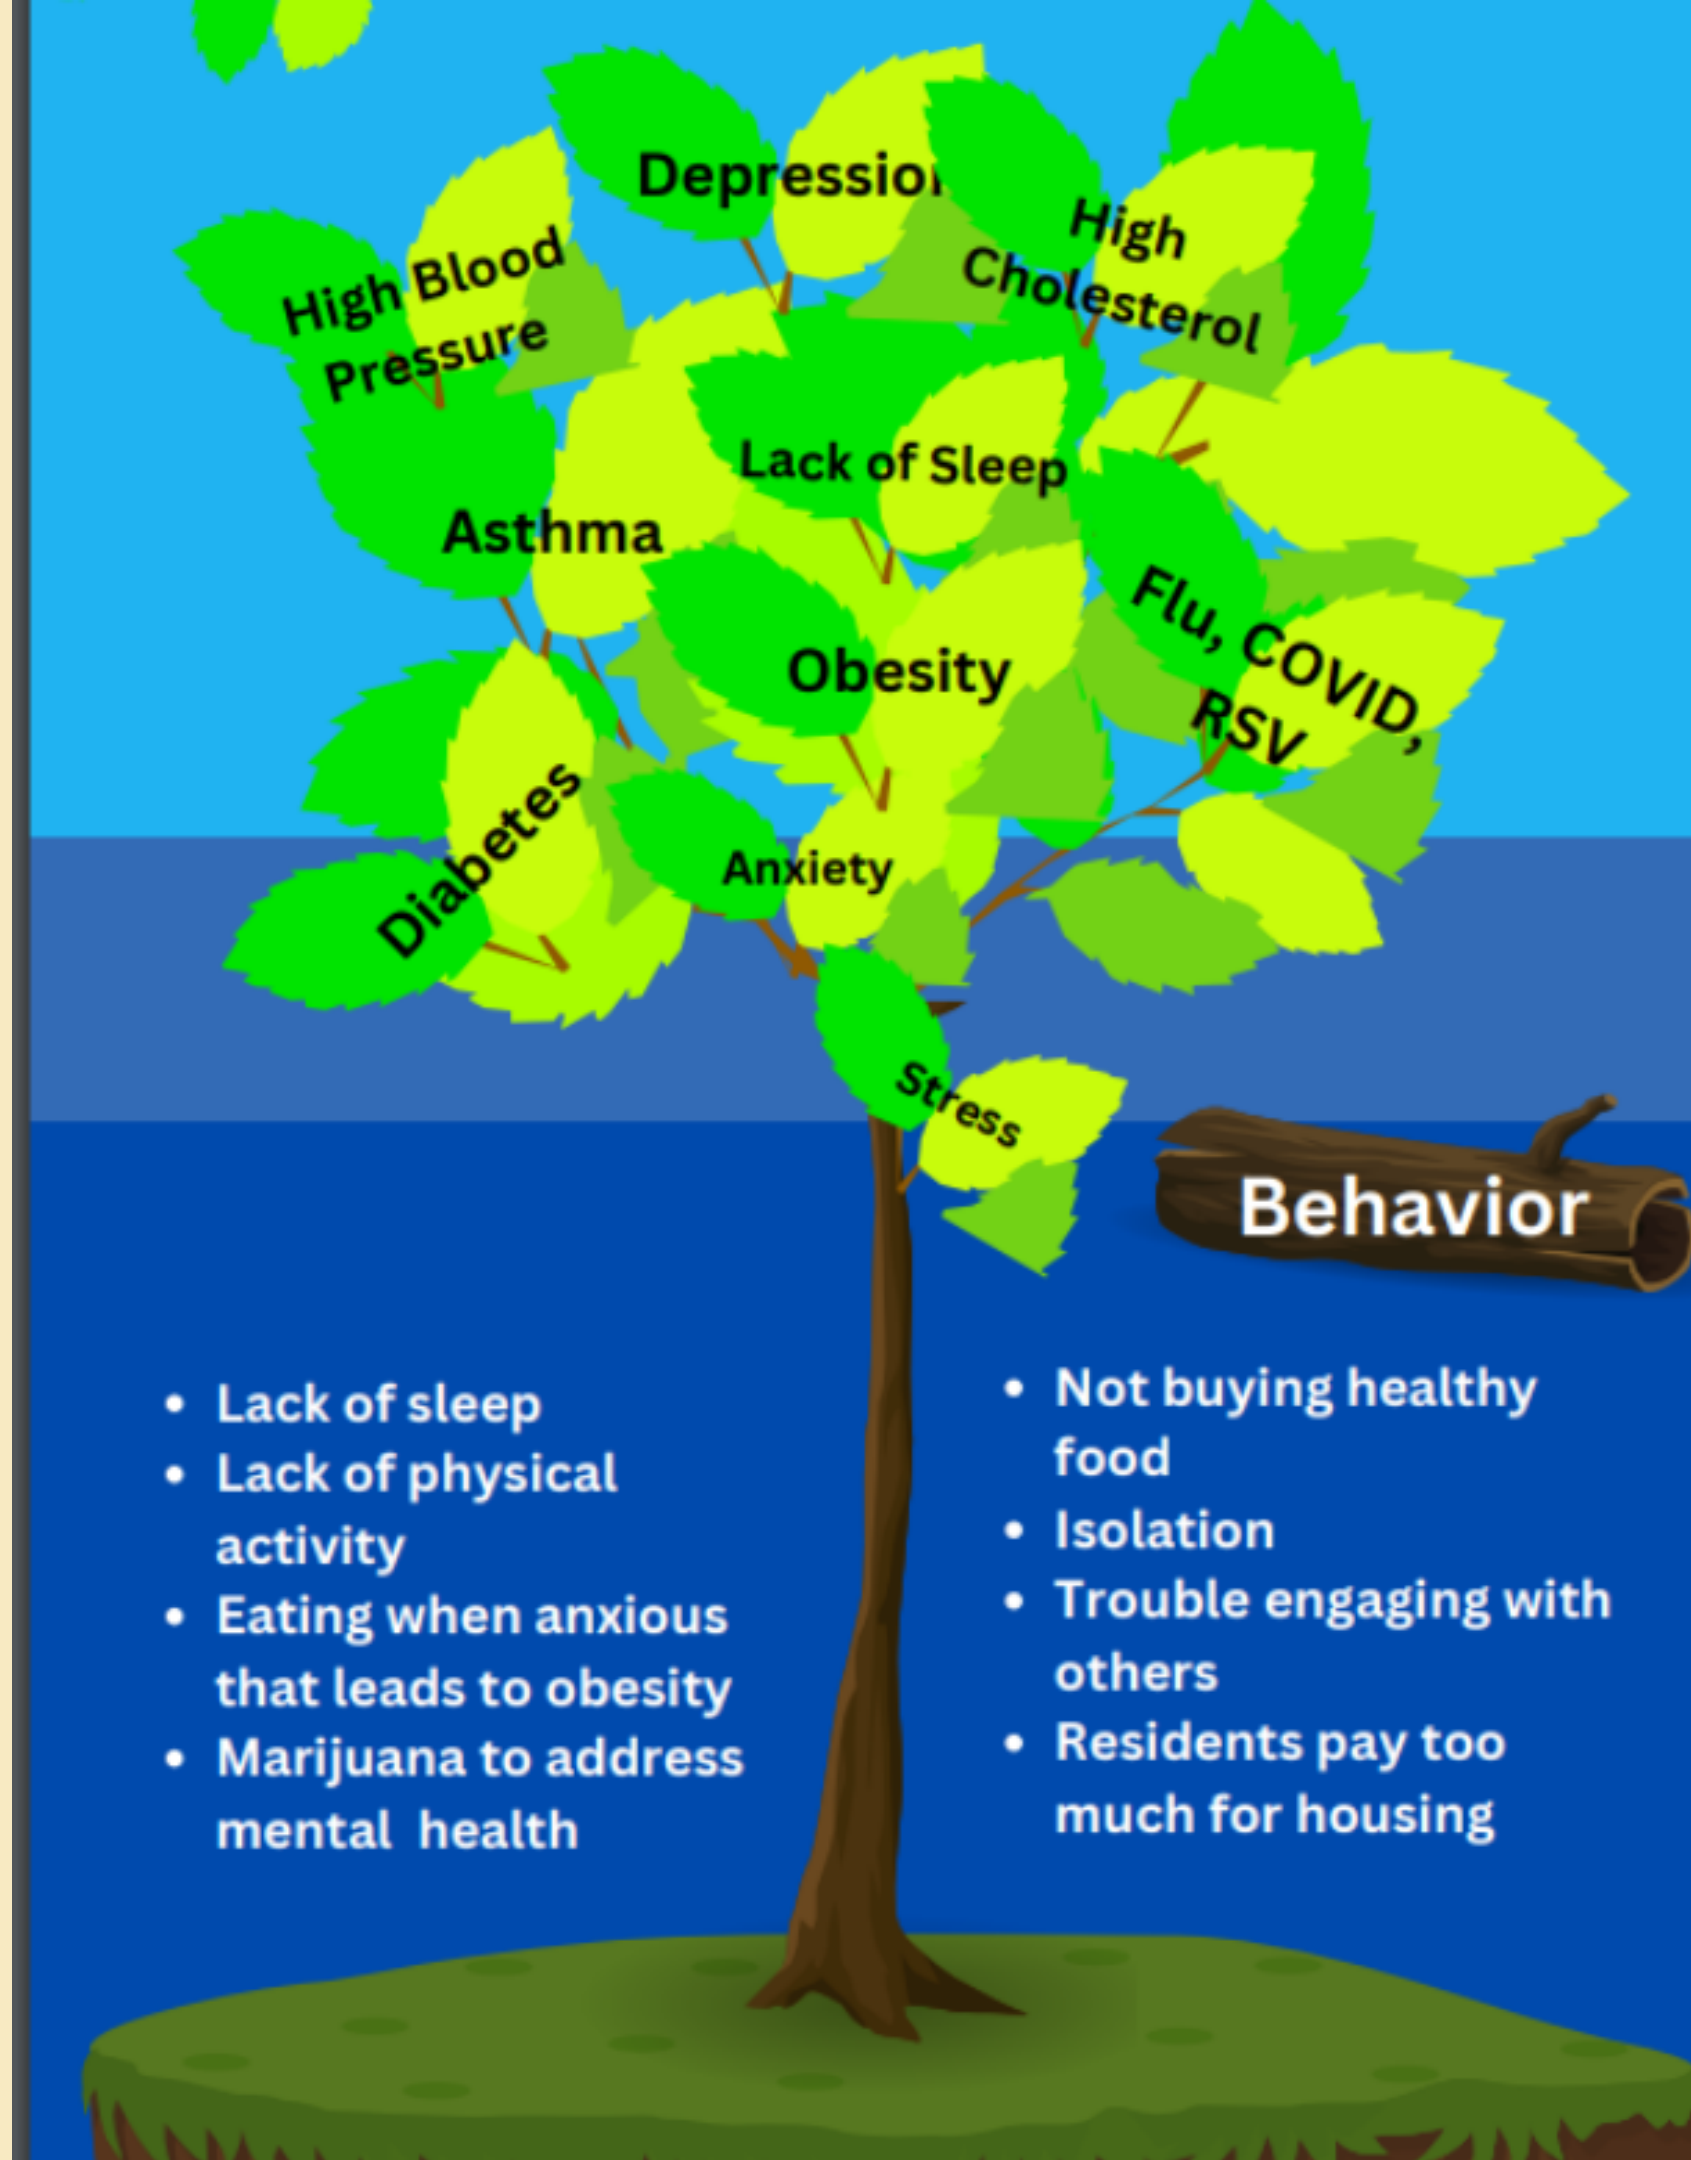 Depression
High Blood
Pressure
High
Cholesterol
Lack of Sleep
Asthma
Flu, COVID,
RSV
Obesity
Diabetes
Anxiety
Stress
Behavior
Lack of sleep
Lack of physical
activity
Eating when anxious
that leads to obesity
Marijuana to address
mental health
Not buying healthy
food
Isolation
Trouble engaging with
others
Residents pay too
much for housing